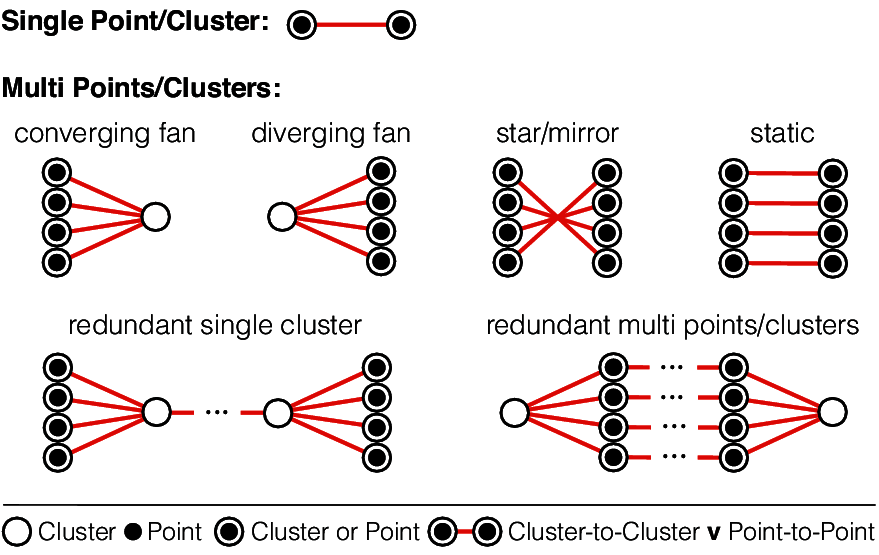 Single Point/Cluster:
Multi Points/Clusters:
converging fan diverging fan star/mirror static
redundant single cluster redundant multi points/clusters
... ...
... ...
...
...
Cluster Point Cluster or Point Cluster-to-Cluster v Point-to-Point